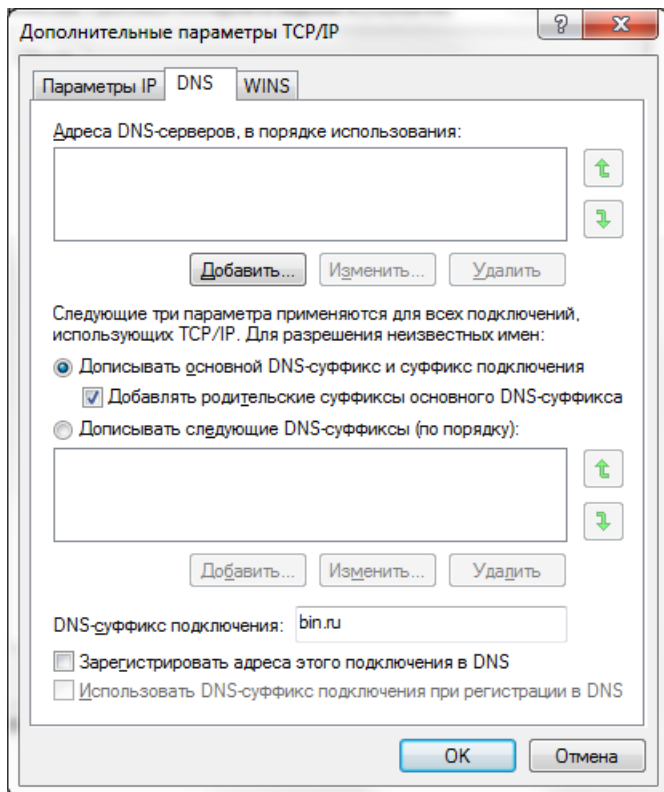 Дополнительные параметры TCP/IP
Параметры IP
DNS
WINS
Адреса DNS-серверов, в порядке использования:
Добавить...
Изменить...
Удалить
Следующие три параметра применяются для всех подключений,
использующих TCP/IP. Для разрешения неизвестных имен:
Дописывать основной DNS-суффикс и суффикс подключения
Добавлять родительские суффиксы основного DNS-суффикса
Дописывать следующие DNS-суффиксы (по порядку):
Добавить...
Изменить...
Удалить
DNS-суффикс подключения: bin.ru
Зарегистрировать адреса этого подключения в DNS
Использовать DNS-суффикс подключения при регистрации в DNS
OK
Отмена